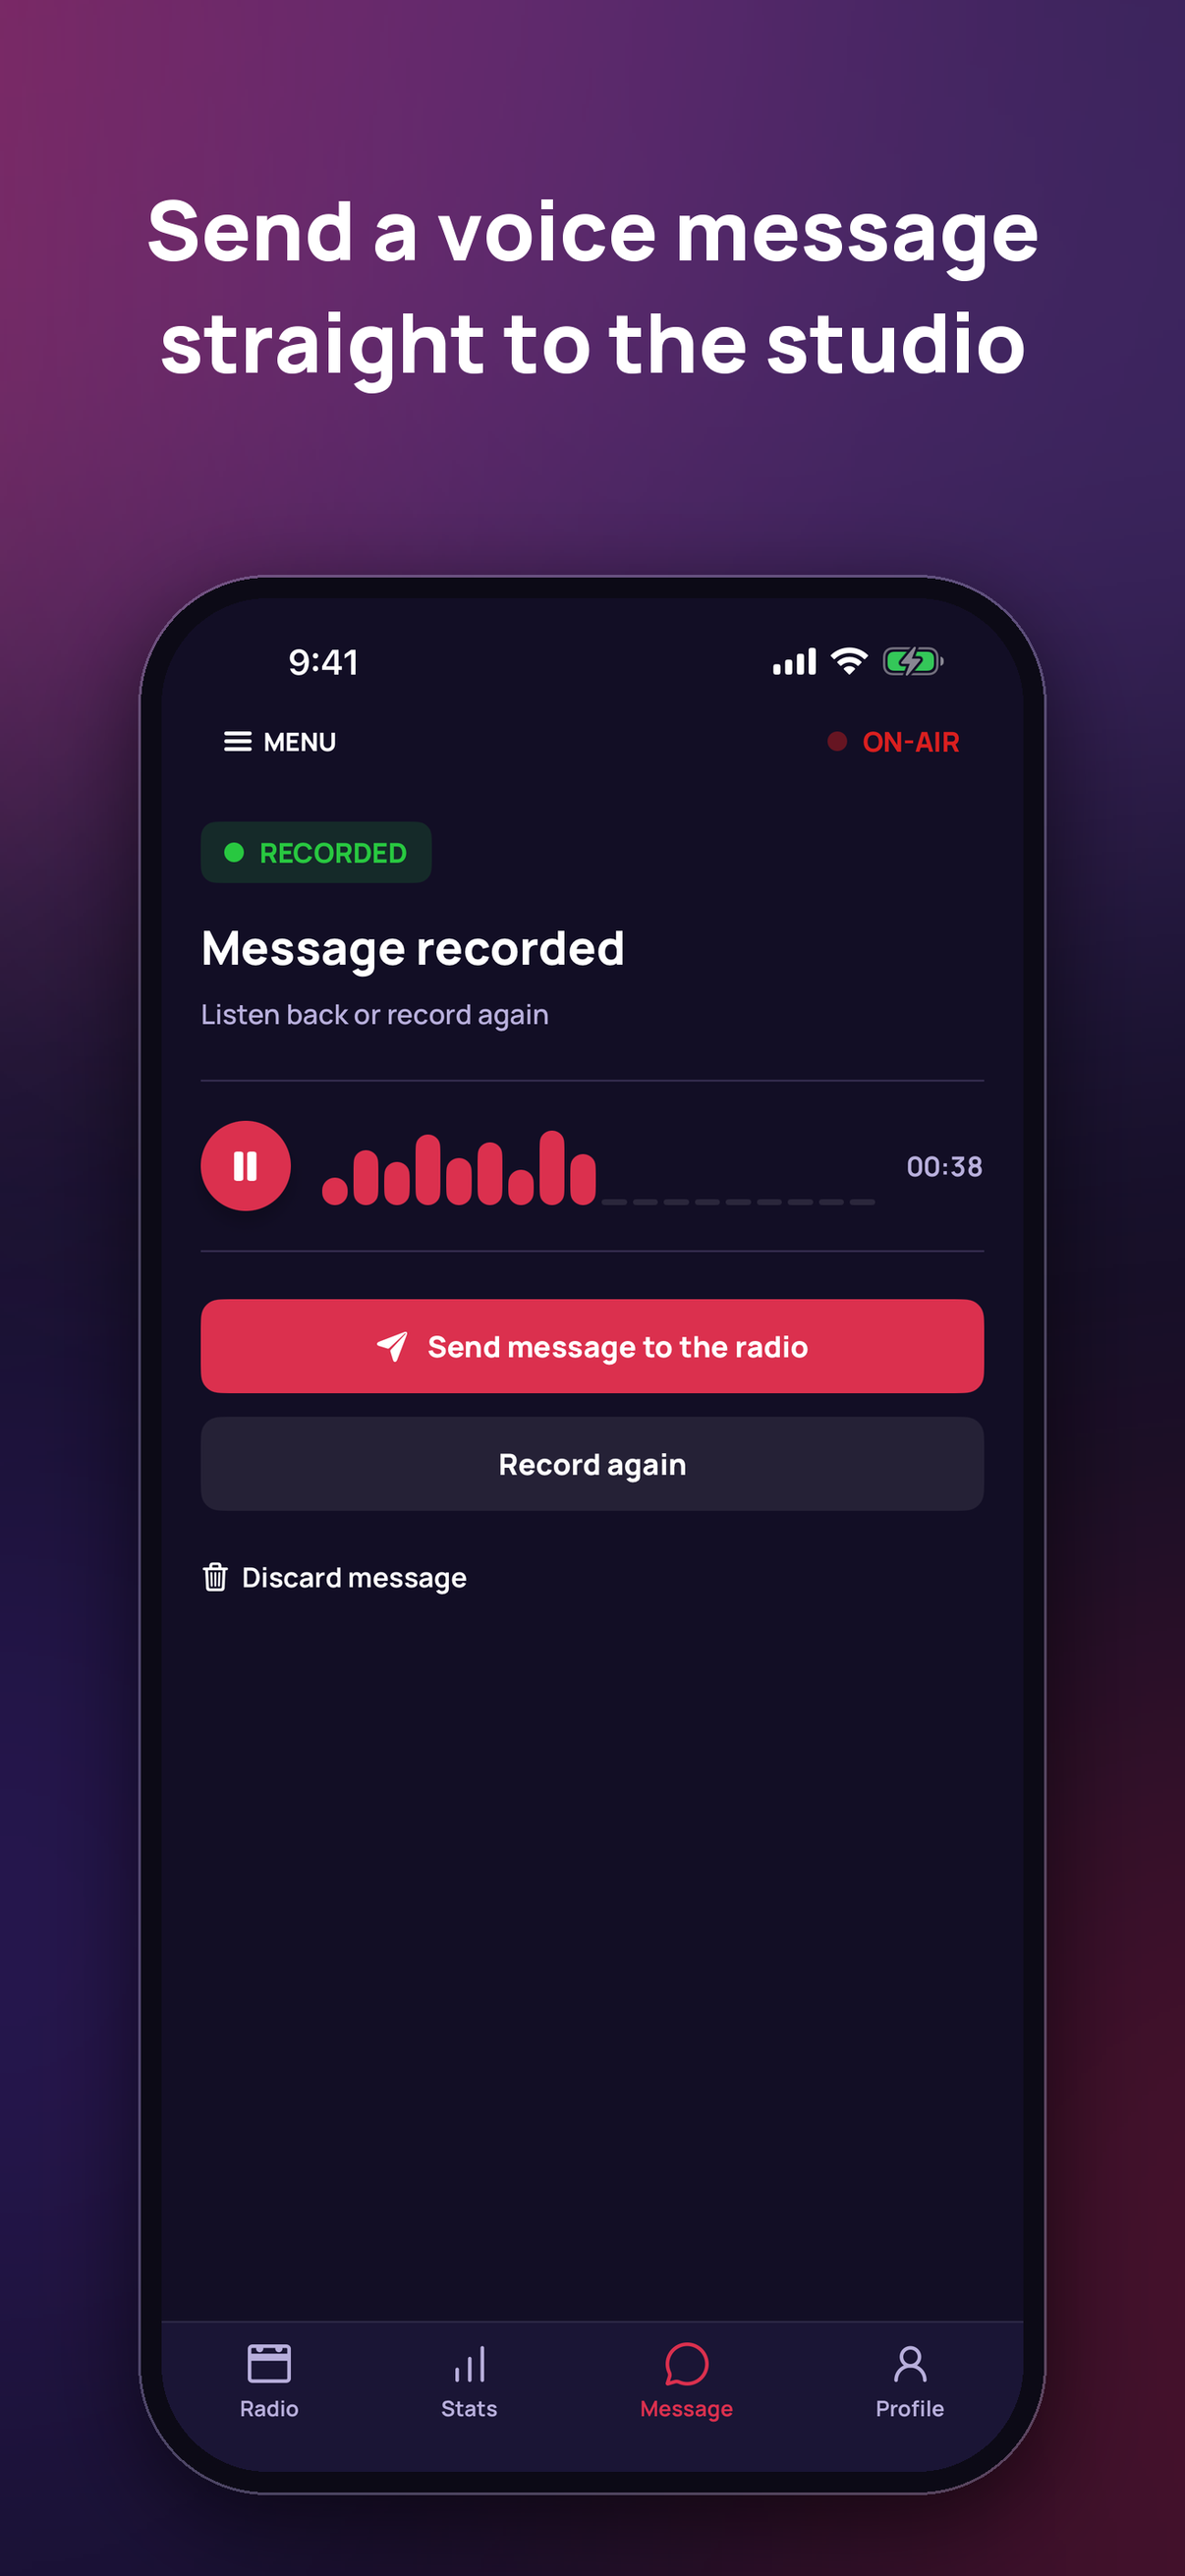 Send a voice message
straight to the studio
9:41
MENU
ON-AIR
RECORDED
Message recorded
Listen back or record again
00:38
Send message to the radio
Record again
Discard message
Radio
Stats
Message
Profile